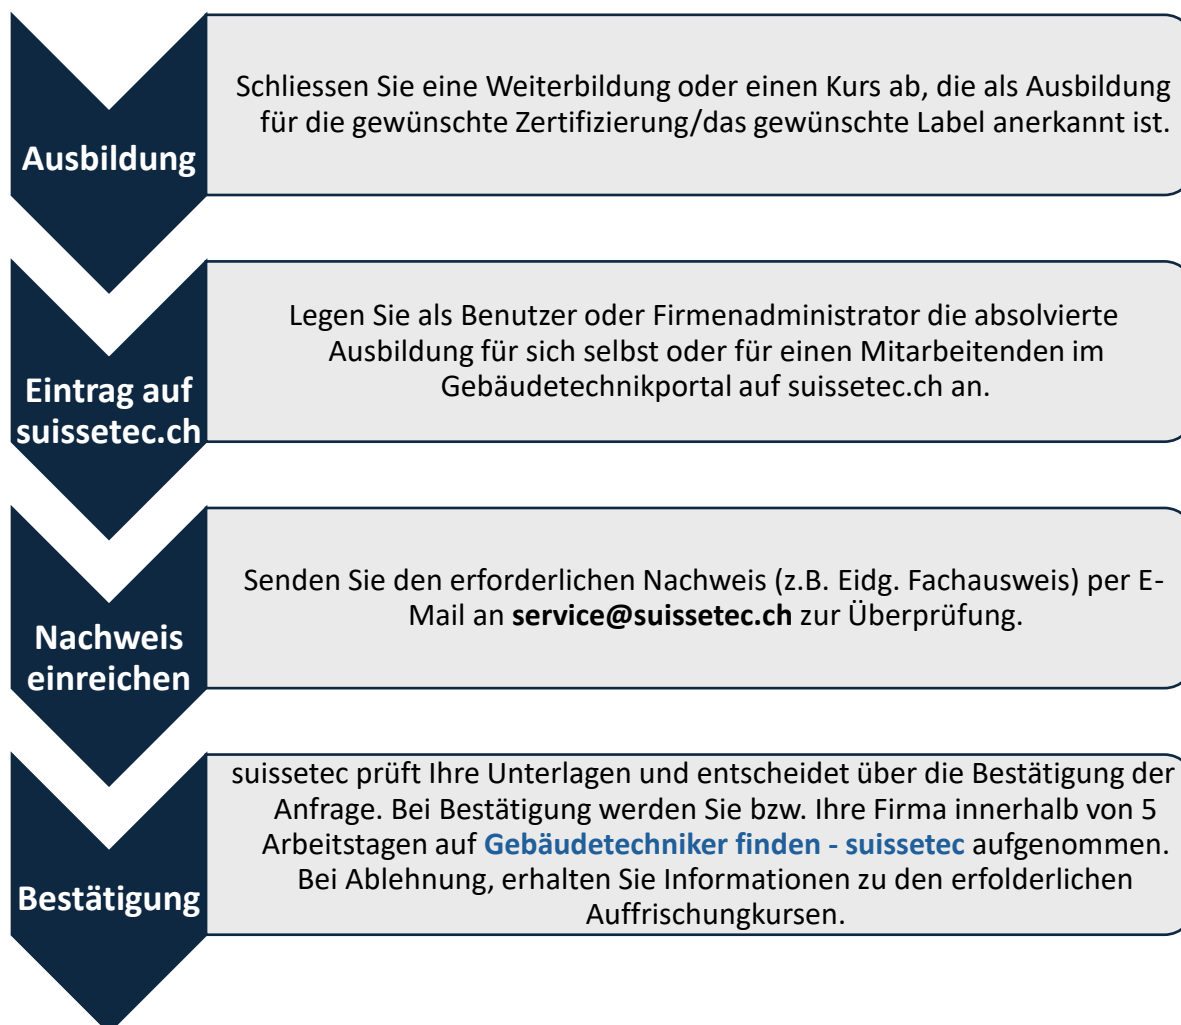 Ausbildung
Schliessen Sie eine Weiterbildung oder einen Kurs ab, die als Ausbildung
für die gewünschte Zertifizierung/das gewünschte Label anerkannt ist.
Eintrag auf
suissetec.ch
Legen Sie als Benutzer oder Firmenadministrator die absolvierte
Ausbildung für sich selbst oder für einen Mitarbeitenden im
Gebäudetechnikportal auf suissetec.ch an.
Nachweis
einreichen
Senden Sie den erforderlichen Nachweis (z.B. Eidg. Fachausweis) per E-
Mail an service@suissetec.ch zur Überprüfung.
Bestätigung
suissetec prüft Ihre Unterlagen und entscheidet über die Bestätigung der
Anfrage. Bei Bestätigung werden Sie bzw. Ihre Firma innerhalb von 5
Arbeitstagen auf Gebäudetechniker finden - suissetec aufgenommen.
Bei Ablehnung, erhalten Sie Informationen zu den erfolderlichen
Auffrischungkursen.